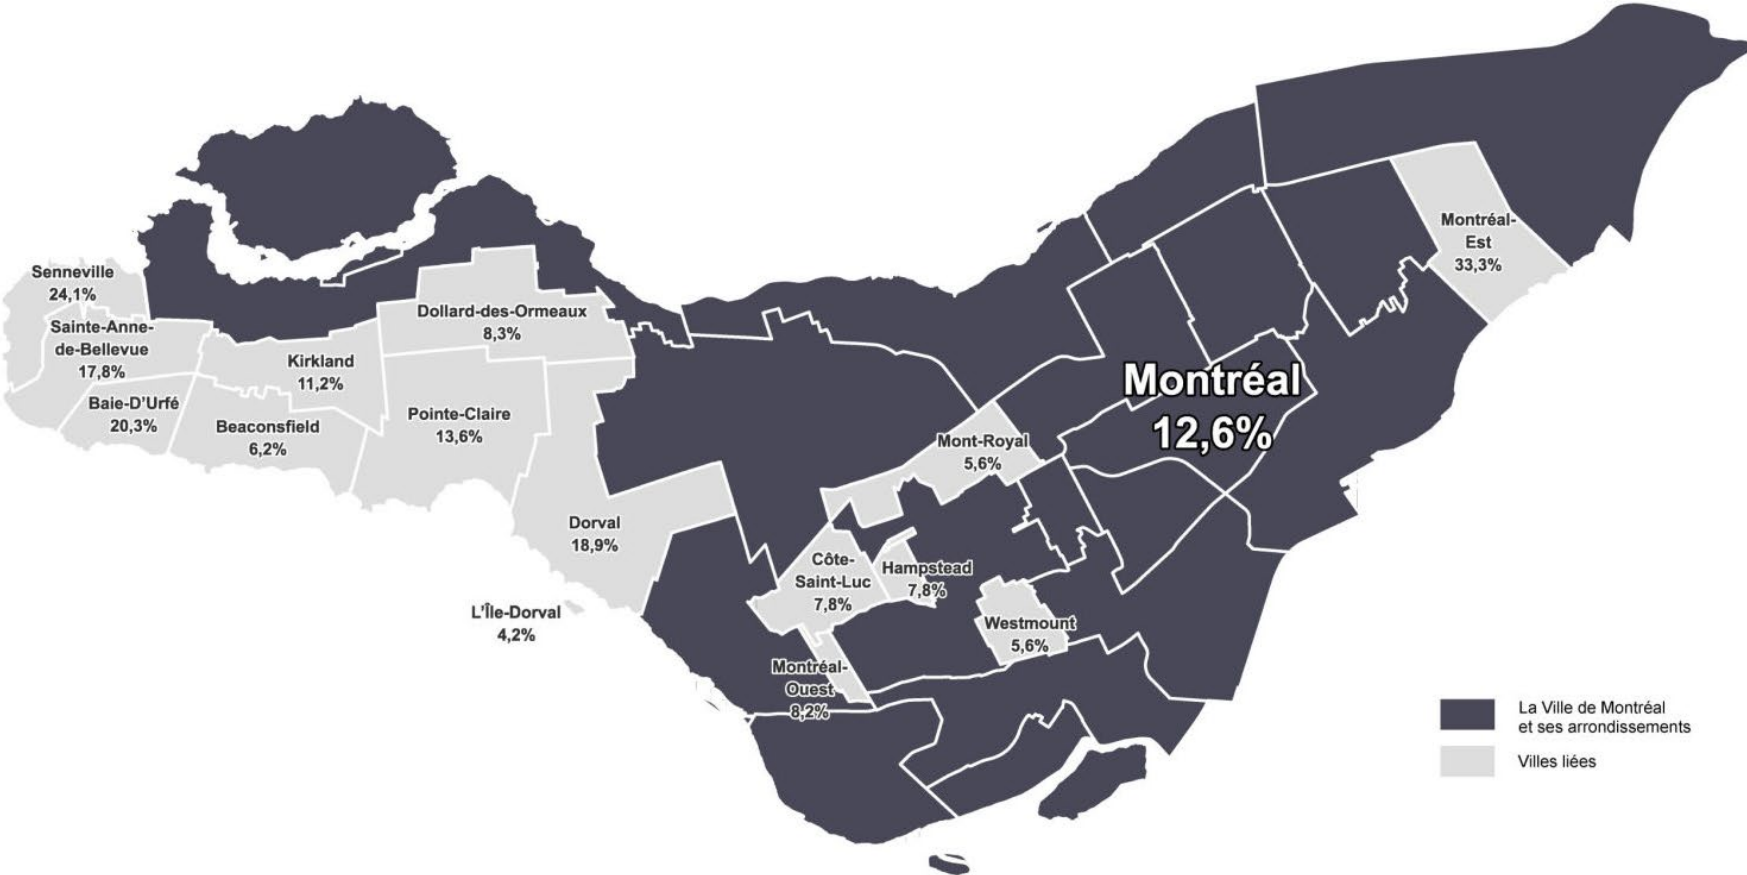 Senneville
24,1%
Sainte-Anne-
de-Bellevue
17,8%
Baie-D'Urfé
20,3%
Kirkland
11,2%
Beaconsfield
6,2%
Dollard-des-Ormeaux
8,3%
Pointe-Claire
13,6%
Dorval
18,9%
L'Île-Dorval
4,2%
Côte-
Saint-Luc
7,8%
Hampstead
7,8%
Montréal-
Ouest
8,2%
Mont-Royal
5,6%
Westmount
5,6%
Montréal
12,6%
Montréal-
Est
33,3%
La Ville de Montréal
et ses arrondissements
Villes liées